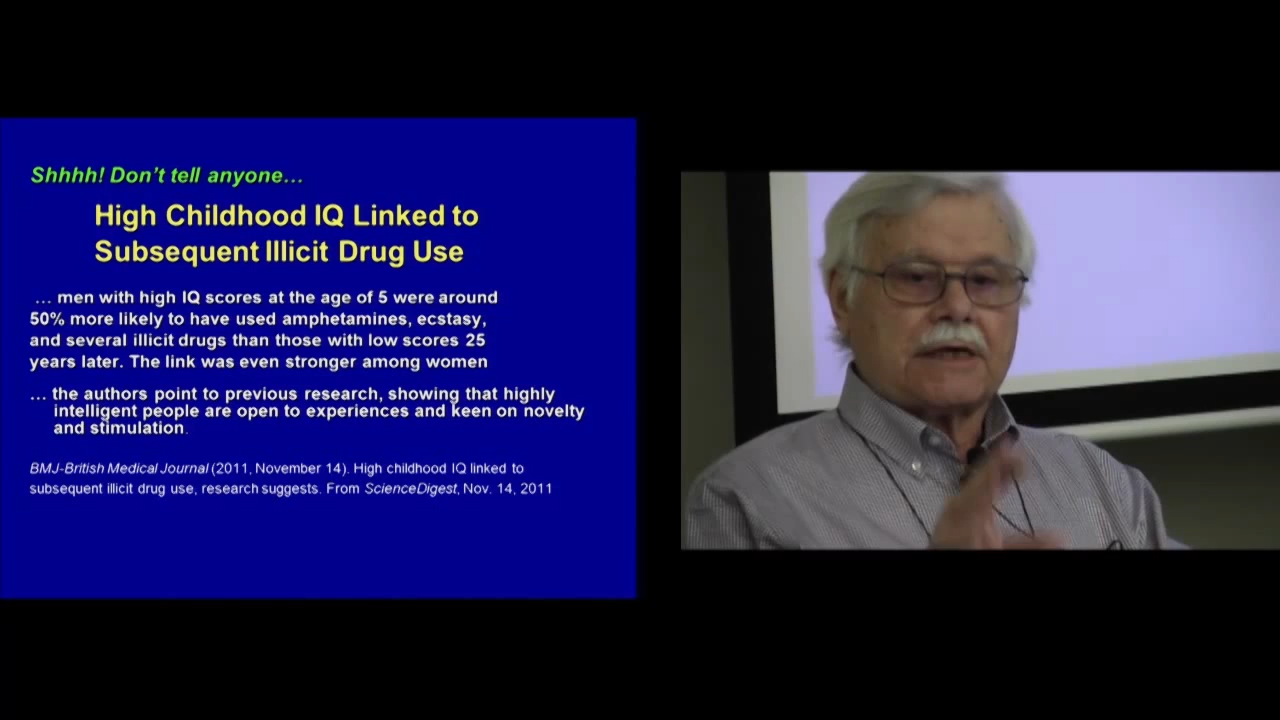 Shhhh! Don't tell anyone…
High Childhood IQ Linked to
Subsequent Illicit Drug Use
… men with high IQ scores at the age of 5 were around
50% more likely to have used amphetamines, ecstasy,
and several illicit drugs than those with low scores 25
years later. The link was even stronger among women
… the authors point to previous research, showing that highly
intelligent people are open to experiences and keen on novelty
and stimulation.
BMJ-British Medical Journal (2011, November 14). High childhood IQ linked to
subsequent illicit drug use, research suggests. From ScienceDigest, Nov. 14, 2011